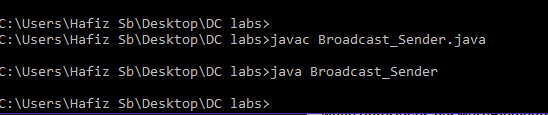 C:\Users\Hafiz Sb\Desktop\DC labs>
C:\Users\Hafiz Sb\Desktop\DC labs>javac Broadcast_Sender.java
C:\Users\Hafiz Sb\Desktop\DC labs>java Broadcast_Sender
C:\Users\Hafiz Sb\Desktop\DC labs>